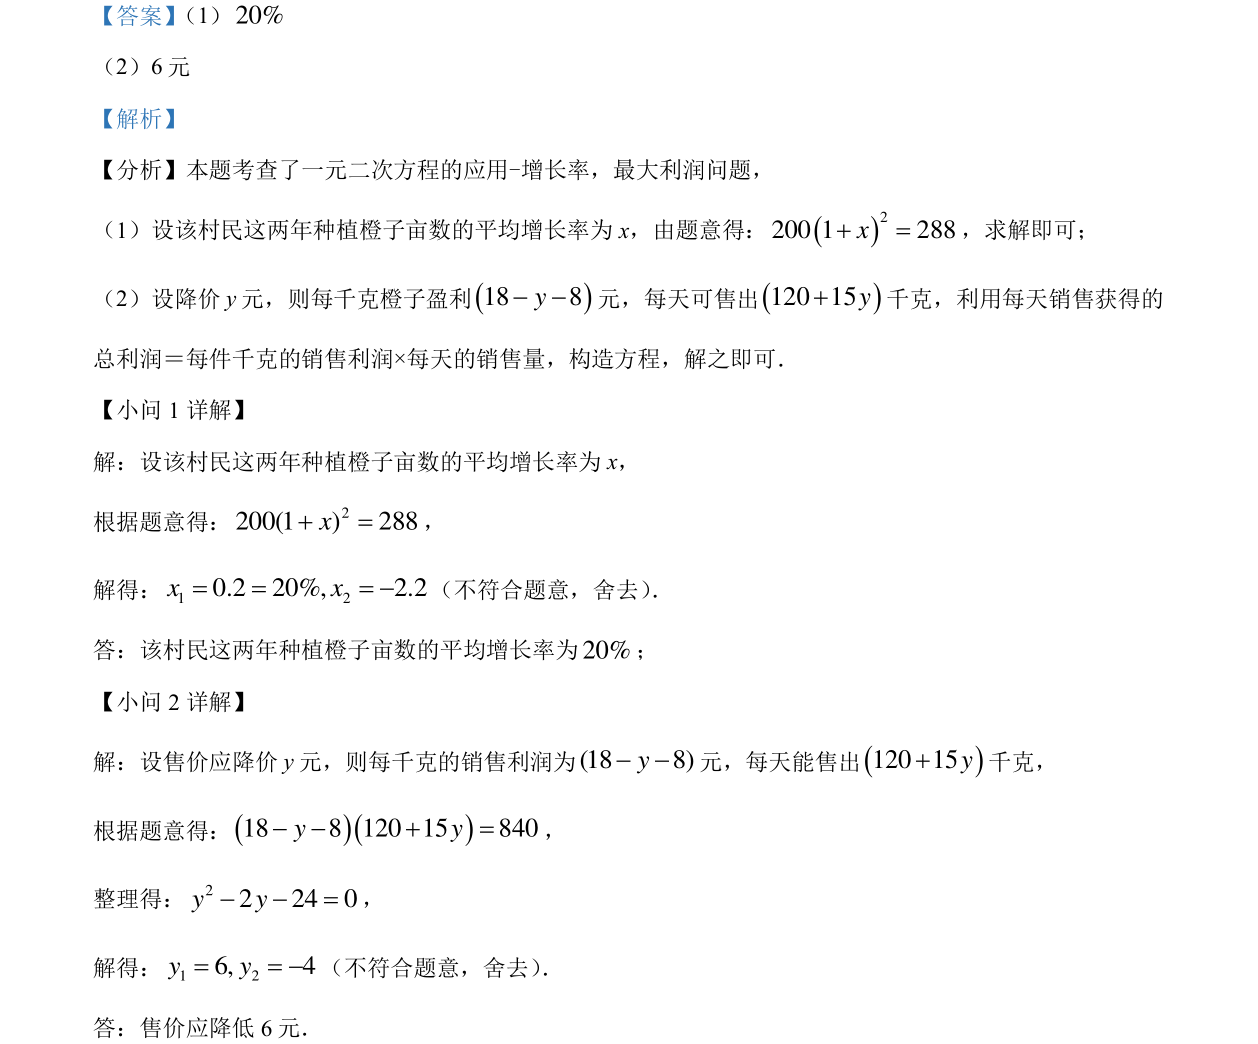 【答案】（1）20%
（2）6 元
【解析】
【分析】本题考查了一元二次方程的应用-增长率，最大利润问题，
（1）设该村民这两年种植橙子亩数的平均增长率为 x，由题意得：200(1+x)²=288，求解即可；
（2）设降价 y 元，则每千克橙子盈利(18−y−8)元，每天可售出(120+15y)千克，利用每天销售获得的
总利润＝每件千克的销售利润×每天的销售量，构造方程，解之即可．
【小问 1 详解】
解：设该村民这两年种植橙子亩数的平均增长率为 x，
根据题意得：200(1+x)²=288，
解得：x₁=0.2=20%, x₂=−2.2（不符合题意，舍去）．
答：该村民这两年种植橙子亩数的平均增长率为20%；
【小问 2 详解】
解：设售价应降价 y 元，则每千克的销售利润为(18−y−8)元，每天能售出(120+15y)千克，
根据题意得：(18−y−8)(120+15y)=840，
整理得：y²−2y−24=0，
解得：y₁=6, y₂=−4（不符合题意，舍去）．
答：售价应降低 6 元．